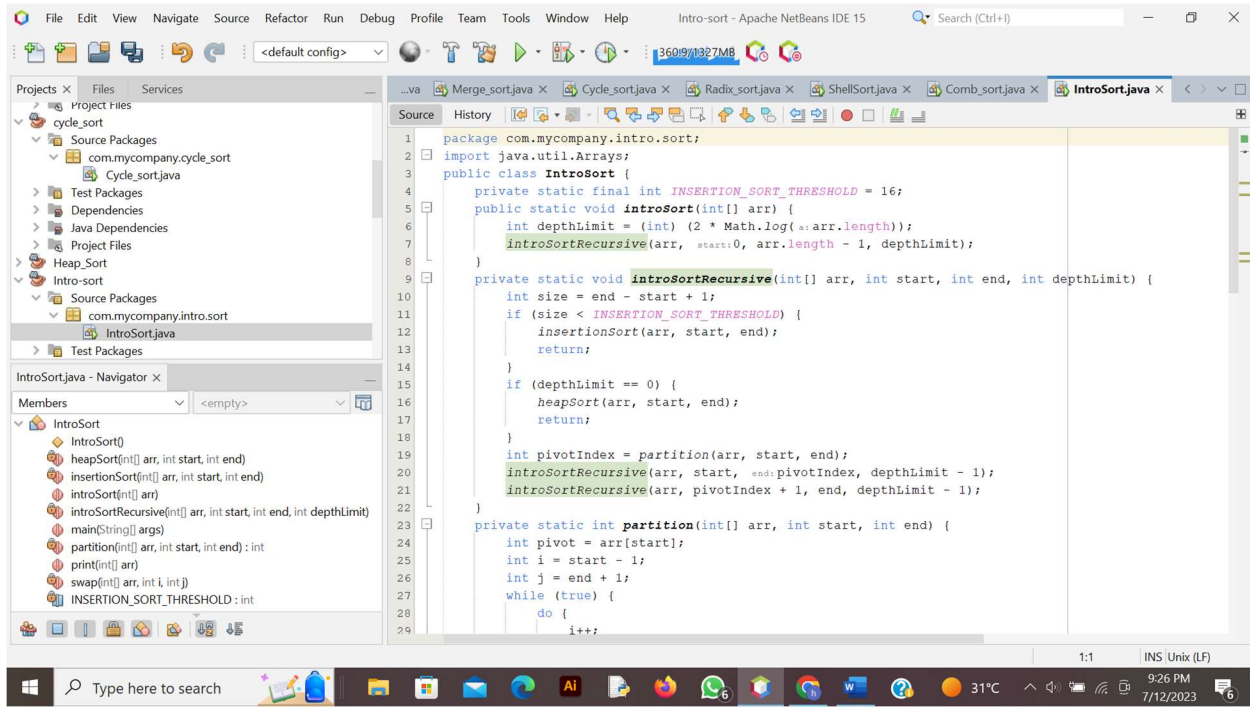 File Edit View Navigate Source Refactor Run Debug Profile Team Tools Window Help Intro-sort - Apache NetBeans IDE 15 Search (Ctrl+I)
<default config> 360.9/1327MB
Projects Files Services
Project Files
cycle_sort
Source Packages
com.mycompany.cycle_sort
Cycle_sort.java
Test Packages
Dependencies
Java Dependencies
Project Files
Heap_Sort
Intro-sort
Source Packages
com.mycompany.intro.sort
IntroSort.java
Test Packages
IntroSort.java - Navigator
Members <empty>
IntroSort
IntroSort()
heapSort(int[] arr, int start, int end)
insertionSort(int[] arr, int start, int end)
introSort(int[] arr)
introSortRecursive(int[] arr, int start, int end, int depthLimit)
main(String[] args)
partition(int[] arr, int start, int end) : int
print(int[] arr)
swap(int[] arr, int i, int j)
INSERTION_SORT_THRESHOLD : int
...va Merge_sort.java Cycle_sort.java Radix_sort.java ShellSort.java Comb_sort.java IntroSort.java
Source History
1 package com.mycompany.intro.sort;
2 import java.util.Arrays;
3 public class IntroSort {
4 private static final int INSERTION_SORT_THRESHOLD = 16;
5 public static void introSort(int[] arr) {
6 int depthLimit = (int) (2 * Math.log( a: arr.length));
7 introSortRecursive(arr, start: 0, arr.length - 1, depthLimit);
8 }
9 private static void introSortRecursive(int[] arr, int start, int end, int depthLimit) {
10 int size = end - start + 1;
11 if (size < INSERTION_SORT_THRESHOLD) {
12 insertionSort(arr, start, end);
13 return;
14 }
15 if (depthLimit == 0) {
16 heapSort(arr, start, end);
17 return;
18 }
19 int pivotIndex = partition(arr, start, end);
20 introSortRecursive(arr, start, end: pivotIndex, depthLimit - 1);
21 introSortRecursive(arr, pivotIndex + 1, end, depthLimit - 1);
22 }
23 private static int partition(int[] arr, int start, int end) {
24 int pivot = arr[start];
25 int i = start - 1;
26 int j = end + 1;
27 while (true) {
28 do {
29 i++;
1:1 INS Unix (LF)
Type here to search Ai 6 31°C 9:26 PM
7/12/2023 6